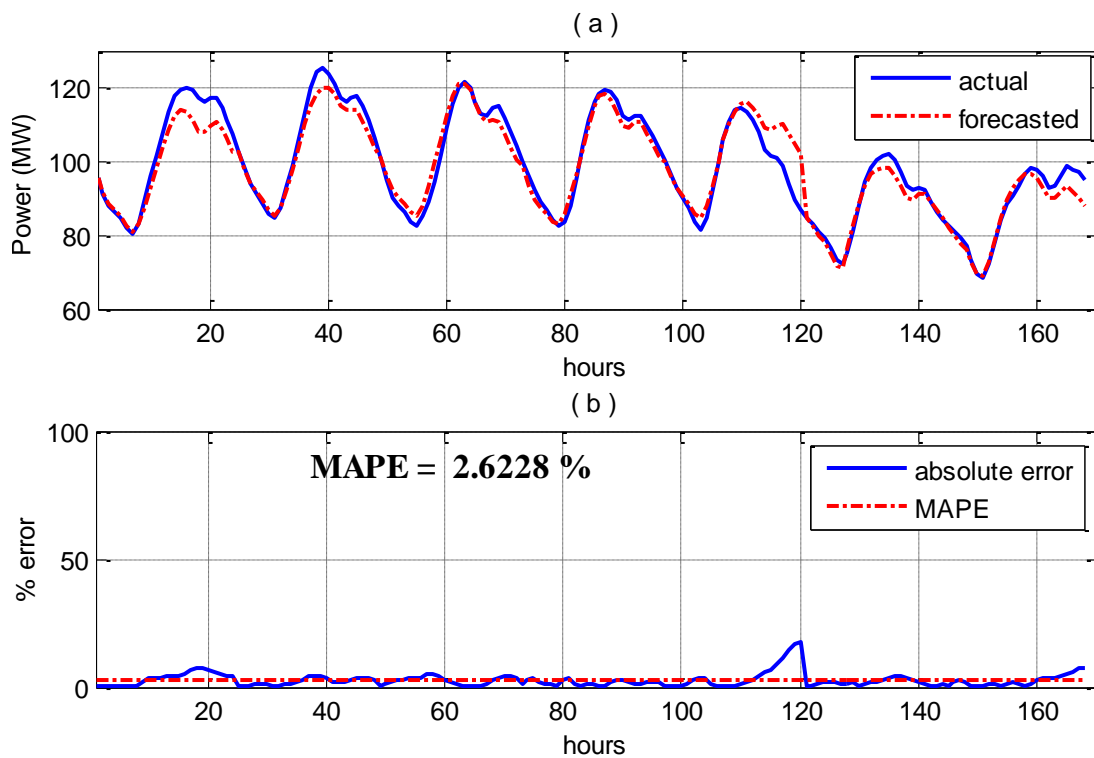 ( a )
Power (MW)
120
100
80
60
actual
forecasted
20 40 60 80 100 120 140 160
hours
( b )
% error
100
50
0
MAPE = 2.6228 %
absolute error
MAPE
20 40 60 80 100 120 140 160
hours